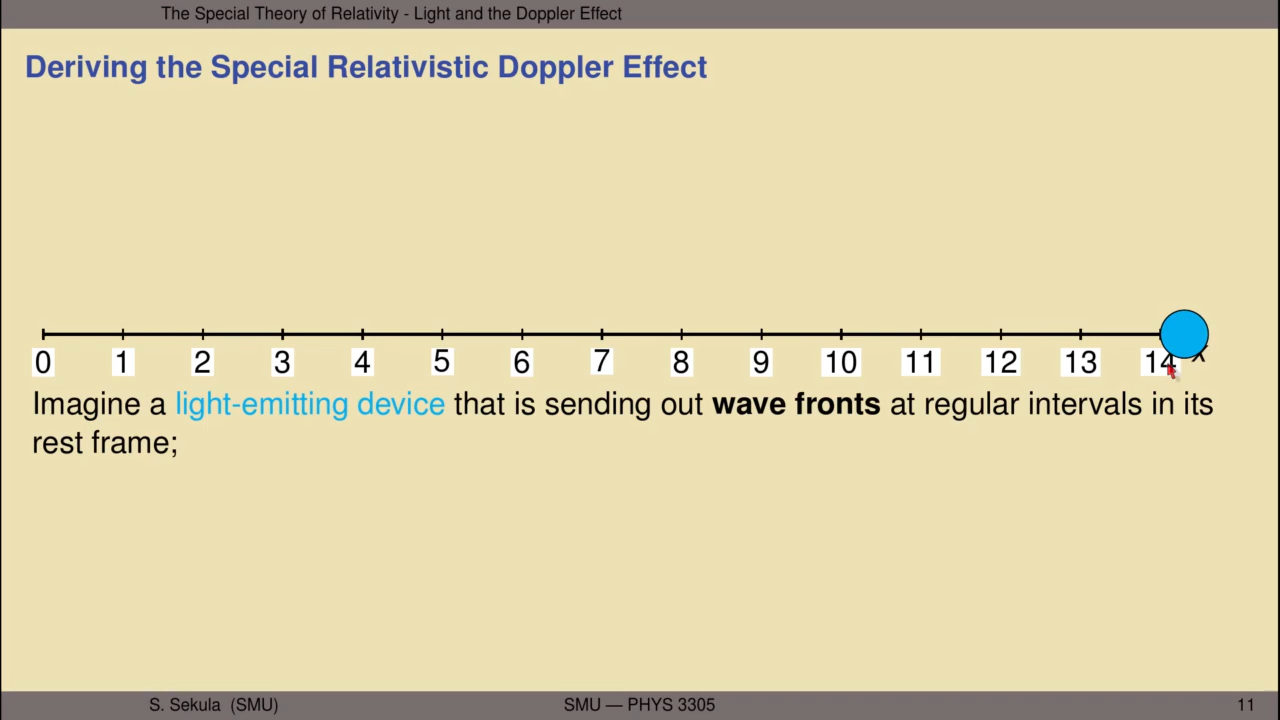 The Special Theory of Relativity - Light and the Doppler Effect
Deriving the Special Relativistic Doppler Effect
0 1 2 3 4 5 6 7 8 9 10 11 12 13 14 x
Imagine a light-emitting device that is sending out wave fronts at regular intervals in its
rest frame;
S. Sekula (SMU) SMU — PHYS 3305 11